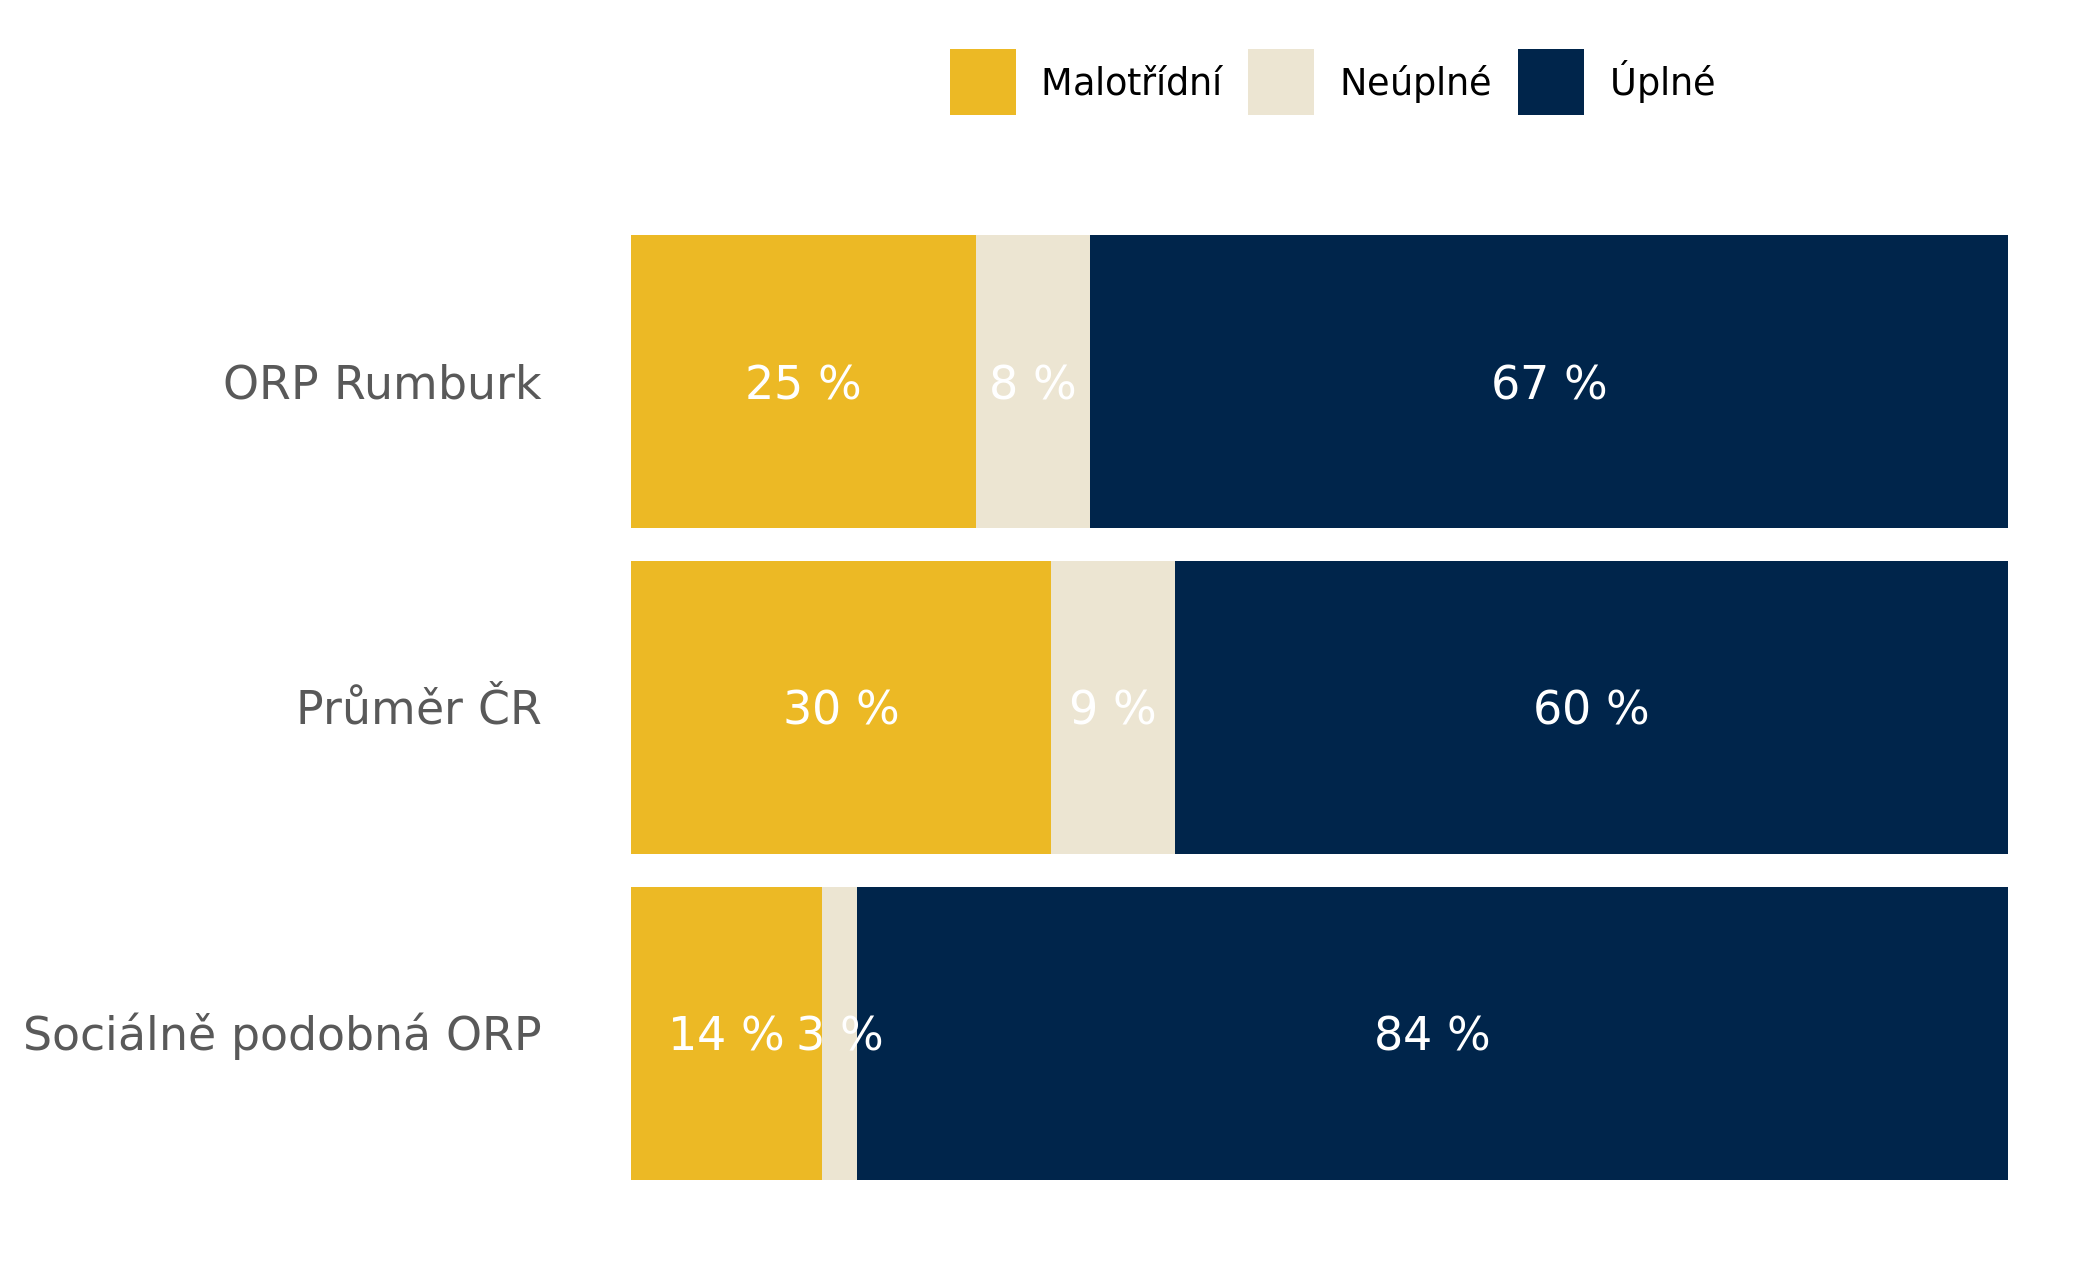 Malotřídní Neúplné Úplné
ORP Rumburk 25 % 8 % 67 %
Průměr ČR 30 % 9 % 60 %
Sociálně podobná ORP 14 % 3 % 84 %